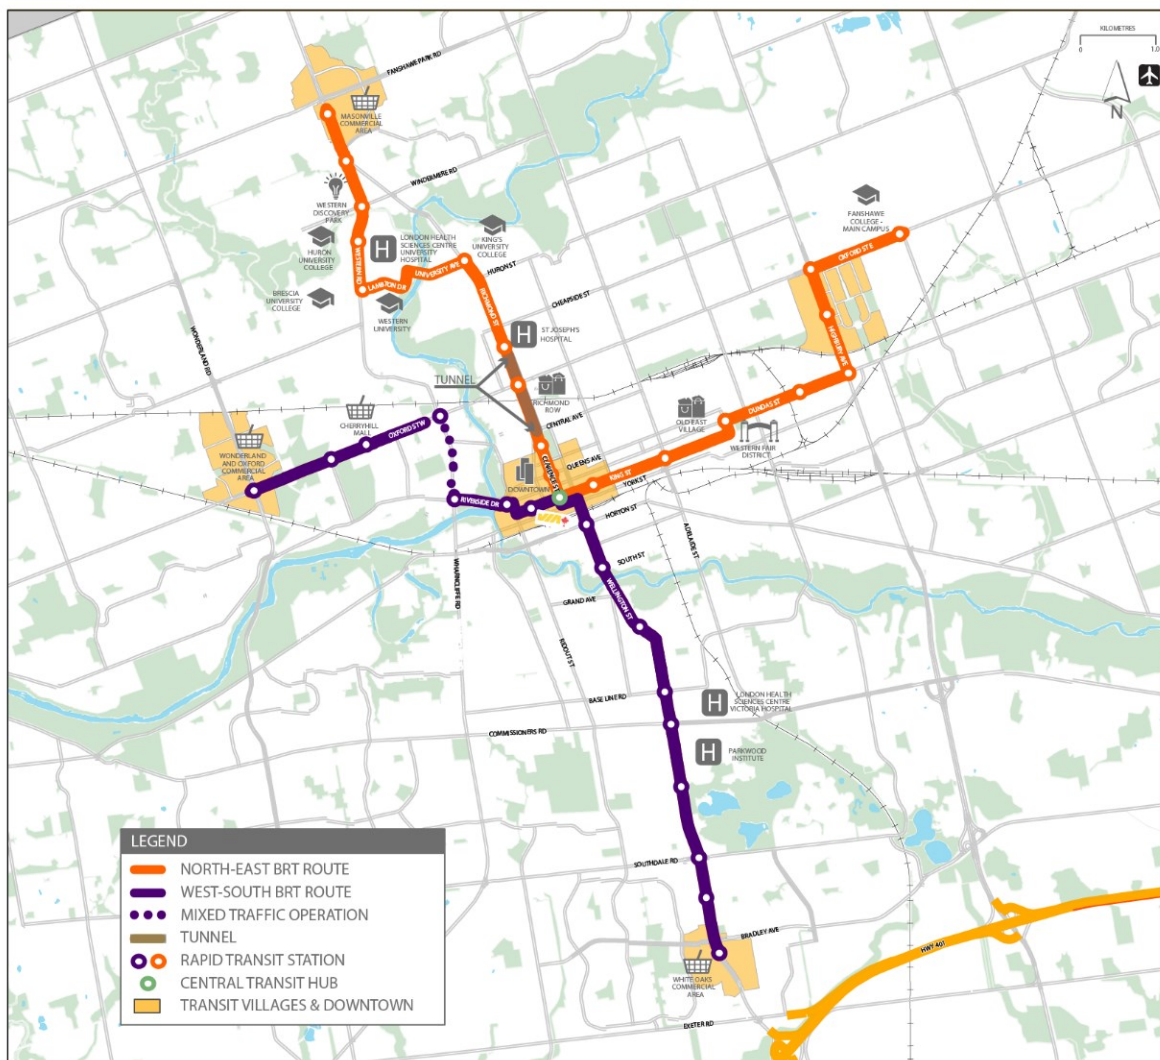 KILOMETRES
0 1.0
N
FANSHAWE PARK RD
MASONVILLE
COMMERCIAL
AREA
WINDERMERE RD
WESTERN
DISCOVERY
PARK
FANSHAWE
COLLEGE -
MAIN CAMPUS
HURON
UNIVERSITY
COLLEGE
H
LONDON HEALTH
SCIENCES CENTRE
UNIVERSITY
HOSPITAL
KING'S
UNIVERSITY
COLLEGE
OXFORD ST E
WESTERN RD
UNIVERSITY AVE
HURON ST
LAMBTON DR
BRESCIA
UNIVERSITY
COLLEGE
WESTERN
UNIVERSITY
RICHMOND ST
CHEAPSIDE ST
HIGHBURY AVE
WONDERLAND RD
H
ST JOSEPH'S
HOSPITAL
TUNNEL
RICHMOND
ROW
CHERRYHILL
MALL
CENTRAL AVE
DUNDAS ST
OLD EAST
VILLAGE
OXFORD ST W
WONDERLAND
AND OXFORD
COMMERCIAL
AREA
WESTERN FAIR
DISTRICT
CLARENCE ST
QUEENS AVE
KING ST
YORK ST
DOWNTOWN
RIVERSIDE DR
VIA
HORTON ST
ADELAIDE ST
SOUTH ST
WHARNCLIFFE RD
WELLINGTON ST
GRAND AVE
RIDOUT ST
BASE LINE RD
H
LONDON HEALTH
SCIENCES CENTRE
VICTORIA HOSPITAL
COMMISSIONERS RD
H
PARKWOOD
INSTITUTE
SOUTHDALE RD
BRADLEY AVE
HWY 401
WHITE OAKS
COMMERCIAL
AREA
EXETER RD
LEGEND
NORTH-EAST BRT ROUTE
WEST-SOUTH BRT ROUTE
MIXED TRAFFIC OPERATION
TUNNEL
RAPID TRANSIT STATION
CENTRAL TRANSIT HUB
TRANSIT VILLAGES & DOWNTOWN